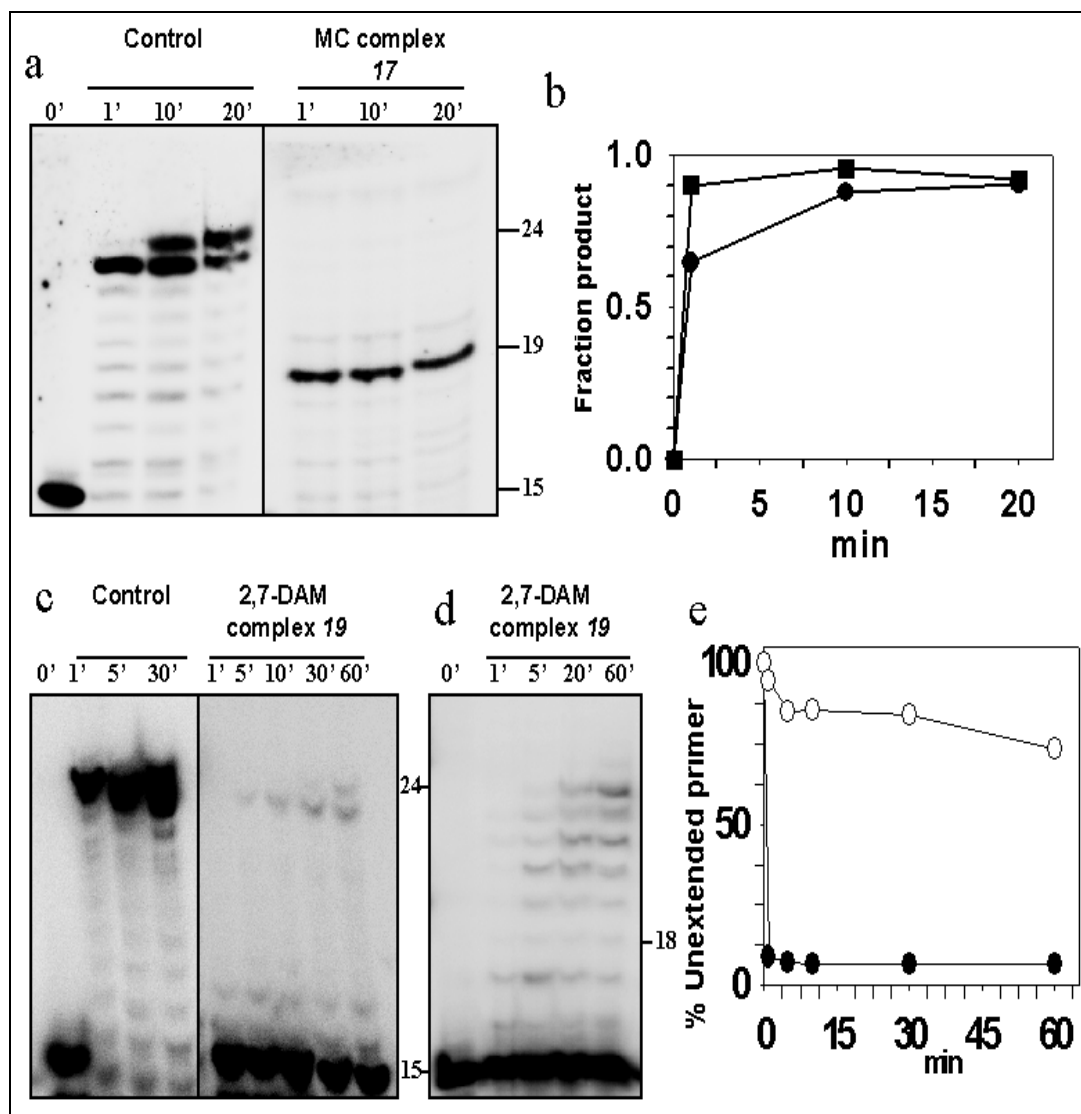 a
Control
MC complex
17
0’ 1’ 10’ 20’ 1’ 10’ 20’
24
19
15
b
1.0
0.5
0.0
Fraction product
0 5 10 15 20
min
c
Control
2,7-DAM
complex 19
0’ 1’ 5’ 30’ 1’ 5’ 10’ 30’ 60’
24
15
d
2,7-DAM
complex 19
0’ 1’ 5’ 20’ 60’
18
e
100
50
0
% Unextended primer
0 15 30 45 60
min